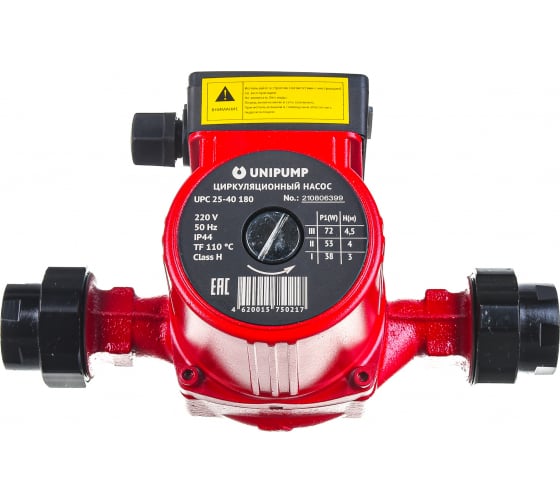 ВНИМАНИЕ!
UNIPUMP
ЦИРКУЛЯЦИОННЫЙ НАСОС
UPC 25-40 180 No.: 210806399
220 V
50 Hz
IP44
TF 110 °C
Class H
P1(W) H(м)
III 72 4,5
II 53 4
I 38 3
EAC
4 620015 750217